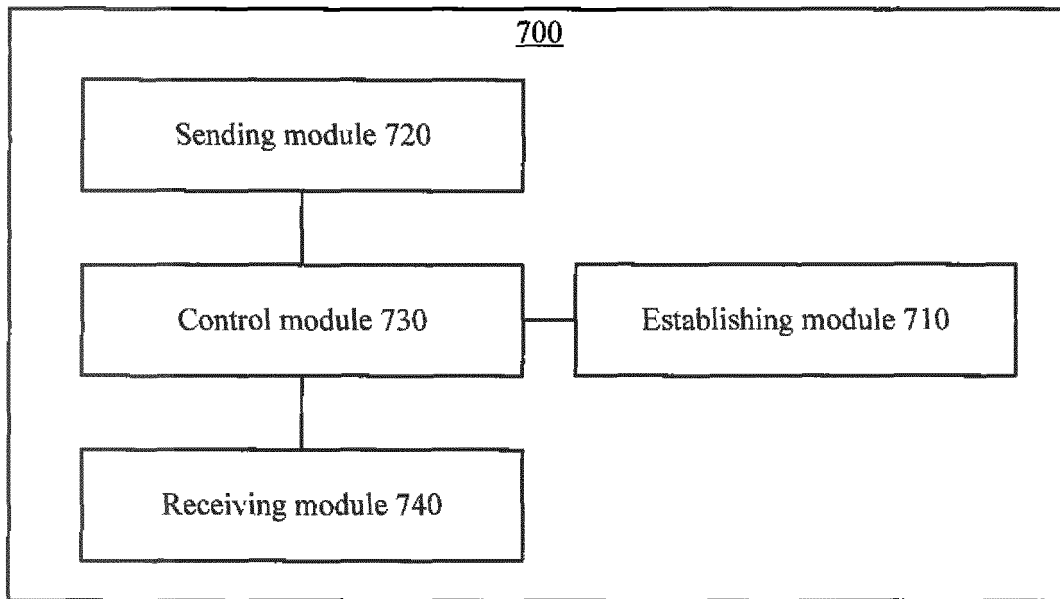 700
Sending module 720
Control module 730
Establishing module 710
Receiving module 740